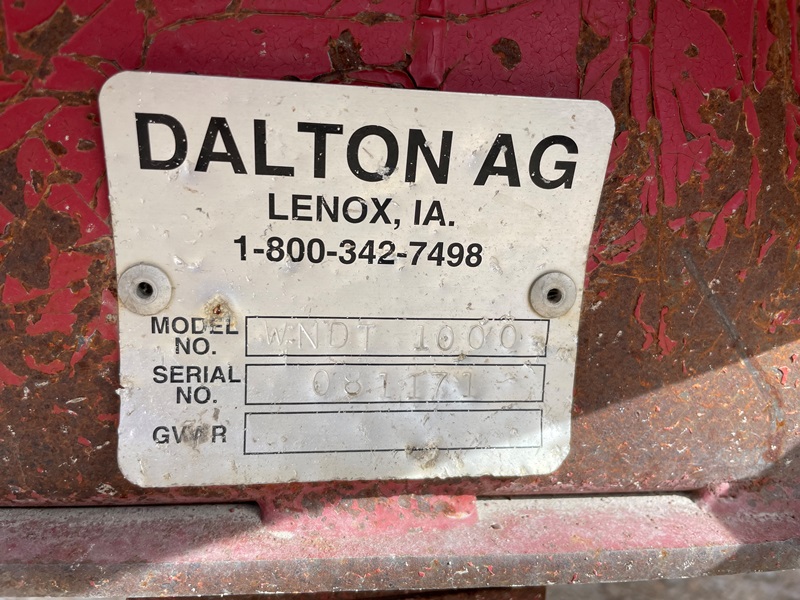 DALTON AG
LENOX, IA.
1-800-342-7498
MODEL NO. WNDT 1000
SERIAL NO. 081171
GVWR